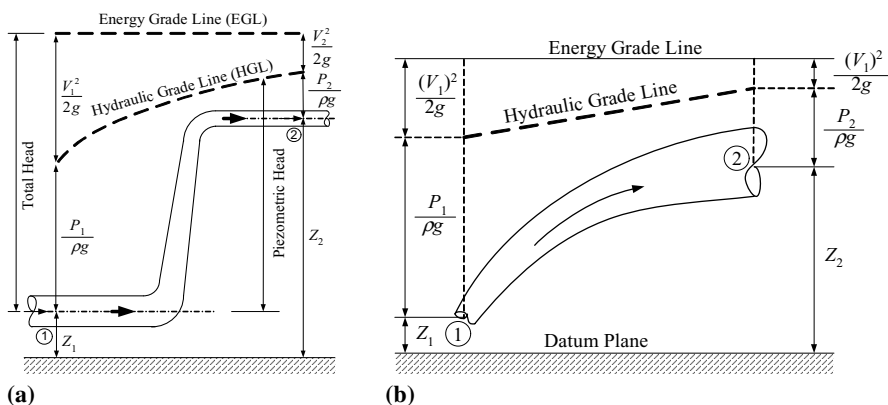 Energy Grade Line (EGL)
V₁²/2g
V₂²/2g
Hydraulic Grade Line (HGL)
P₂/ρg
Total Head
P₁/ρg
Piezometric Head
Z₂
②
①
Z₁
(a)
Energy Grade Line
(V₁)²/2g
(V₁)²/2g
Hydraulic Grade Line
P₂/ρg
②
P₁/ρg
Z₂
Z₁
①
Datum Plane
(b)